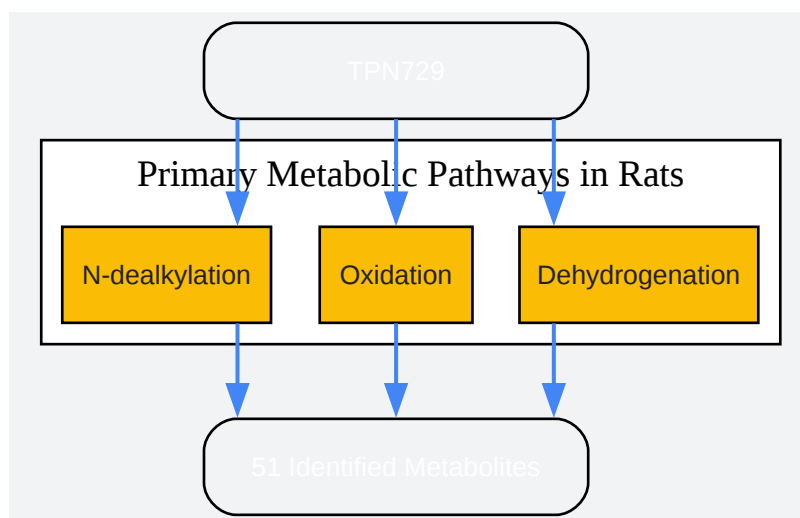 TPN729
Primary Metabolic Pathways in Rats
N-dealkylation
Oxidation
Dehydrogenation
51 Identified Metabolites